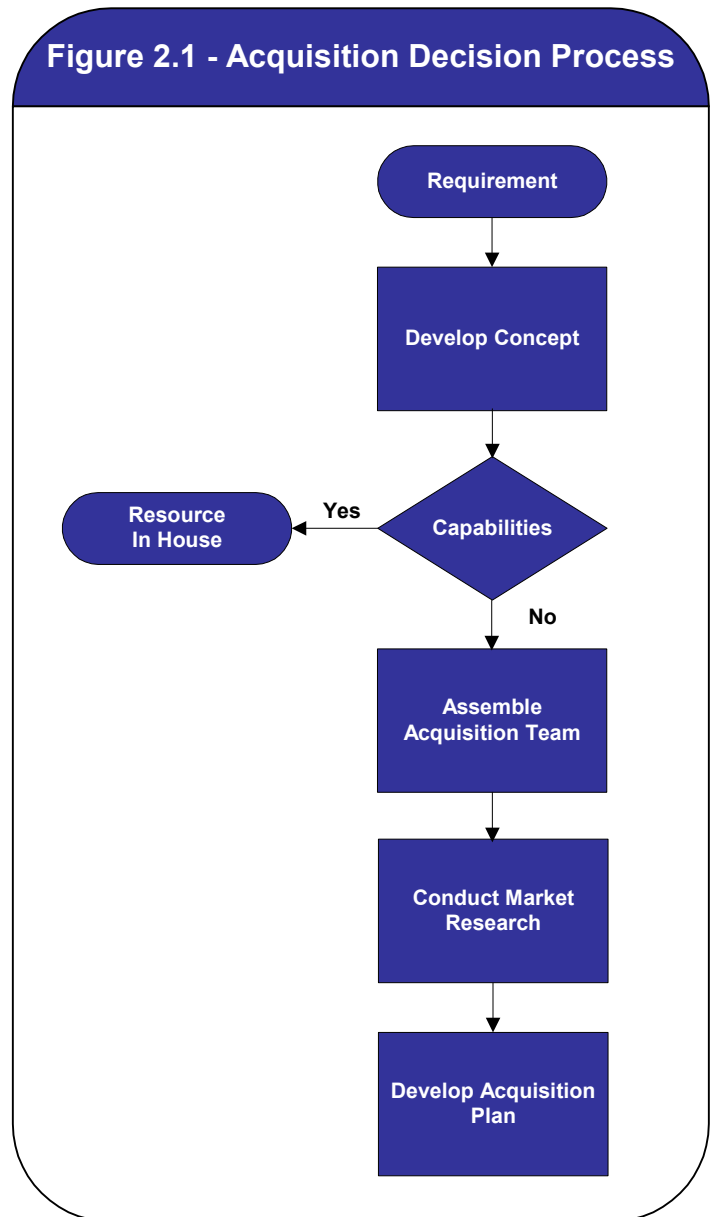 Figure 2.1 - Acquisition Decision Process
Requirement
Develop Concept
Capabilities
Yes
Resource
In House
No
Assemble
Acquisition Team
Conduct Market
Research
Develop Acquisition
Plan